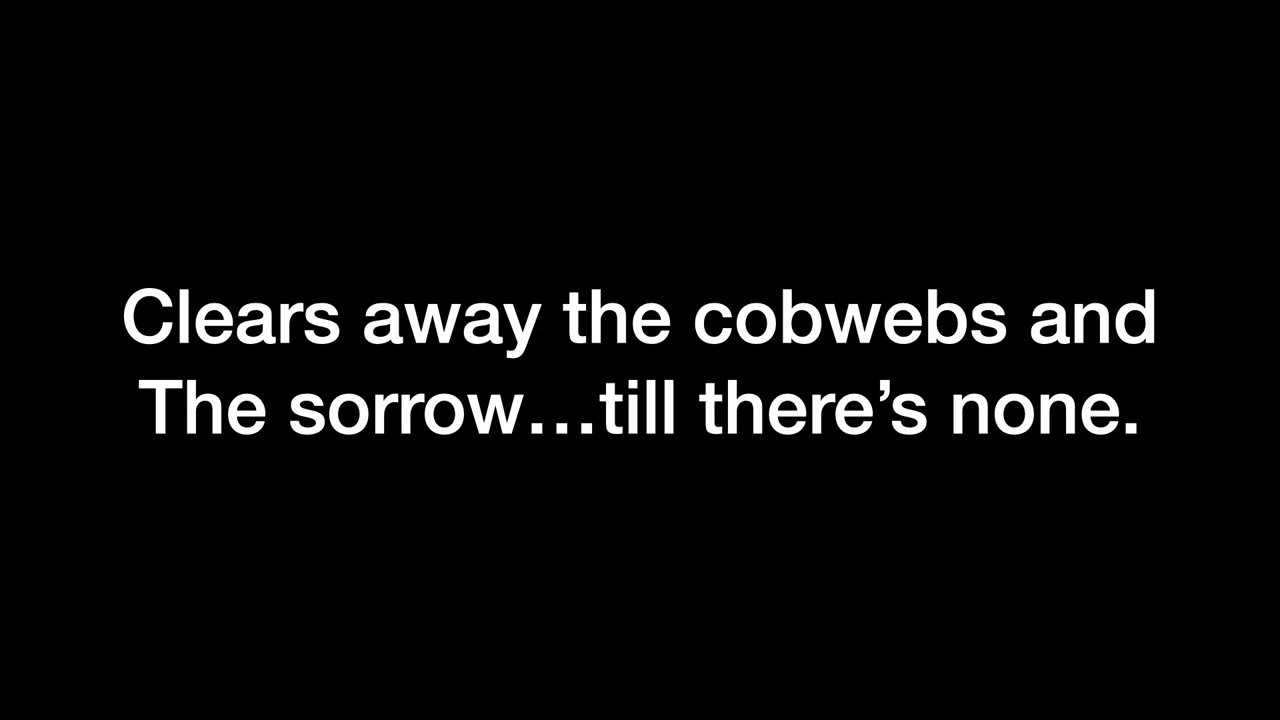 Clears away the cobwebs and
The sorrow…till there’s none.